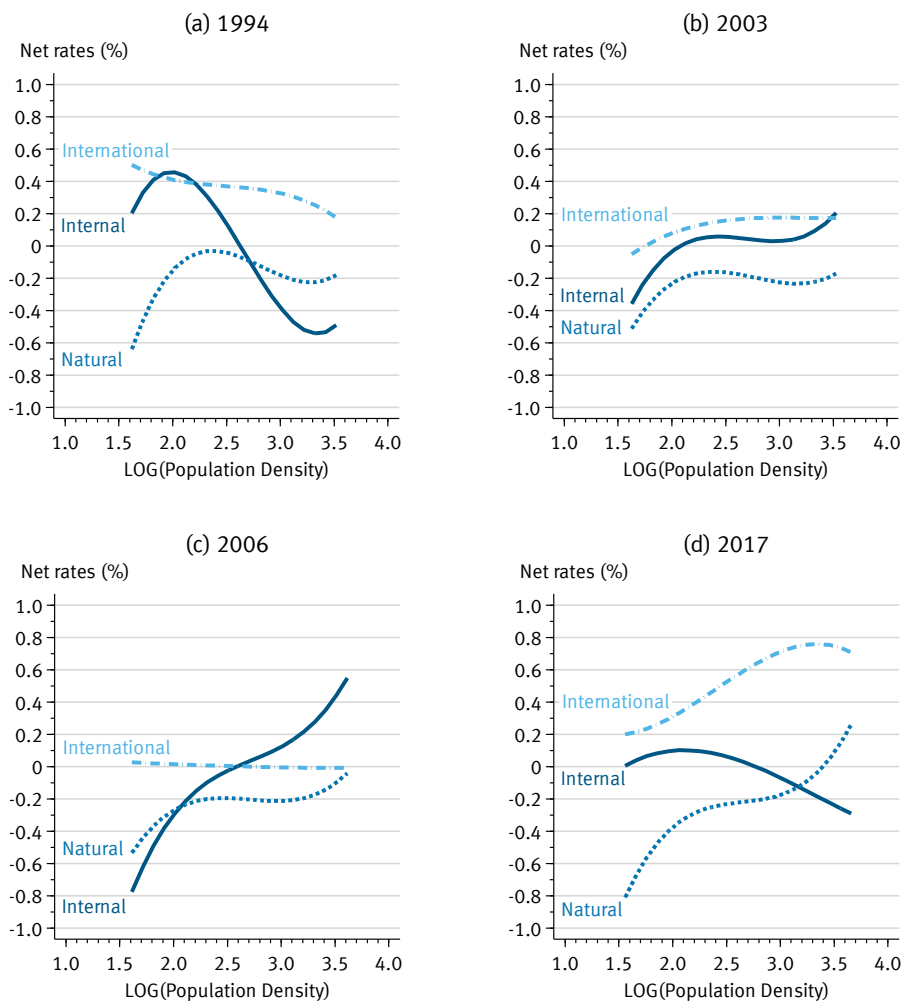 (a) 1994
Net rates (%)
1.0
0.8
0.6
0.4
0.2
0
-0.2
-0.4
-0.6
-0.8
-1.0
International
Internal
Natural
1.0 1.5 2.0 2.5 3.0 3.5 4.0
LOG(Population Density)
(b) 2003
Net rates (%)
1.0
0.8
0.6
0.4
0.2
0
-0.2
-0.4
-0.6
-0.8
-1.0
International
Internal
Natural
1.0 1.5 2.0 2.5 3.0 3.5 4.0
LOG(Population Density)
(c) 2006
Net rates (%)
1.0
0.8
0.6
0.4
0.2
0
-0.2
-0.4
-0.6
-0.8
-1.0
International
Natural
Internal
1.0 1.5 2.0 2.5 3.0 3.5 4.0
LOG(Population Density)
(d) 2017
Net rates (%)
1.0
0.8
0.6
0.4
0.2
0
-0.2
-0.4
-0.6
-0.8
-1.0
International
Internal
Natural
1.0 1.5 2.0 2.5 3.0 3.5 4.0
LOG(Population Density)